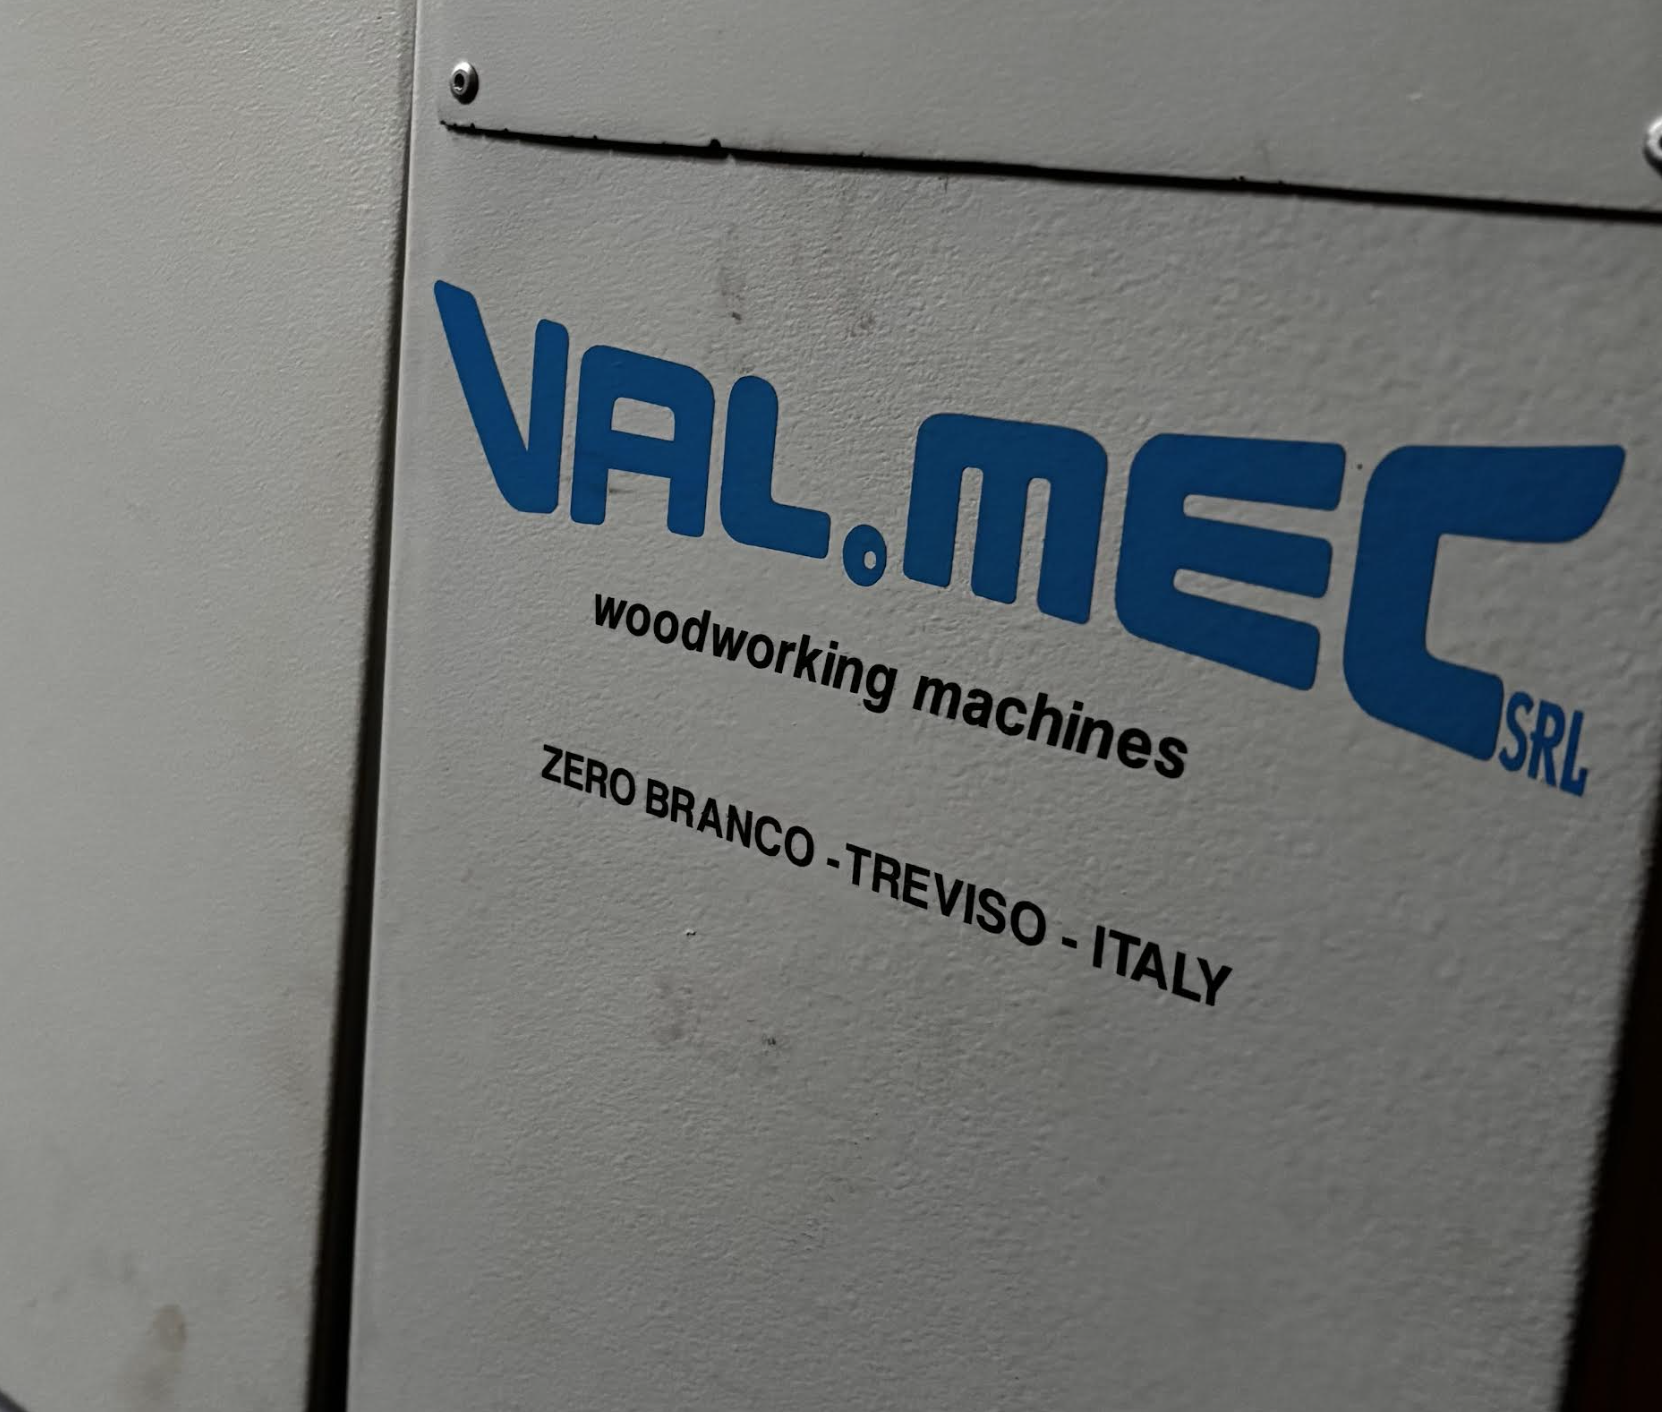 VAL.MEC SRL
woodworking machines
ZERO BRANCO - TREVISO - ITALY